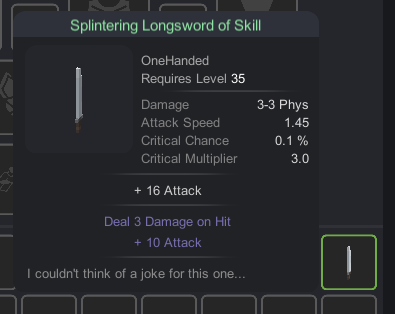 Splintering Longsword of Skill
OneHanded
Requires Level 35
Damage 3-3 Phys
Attack Speed 1.45
Critical Chance 0.1 %
Critical Multiplier 3.0
+ 16 Attack
Deal 3 Damage on Hit
+ 10 Attack
I couldn't think of a joke for this one...